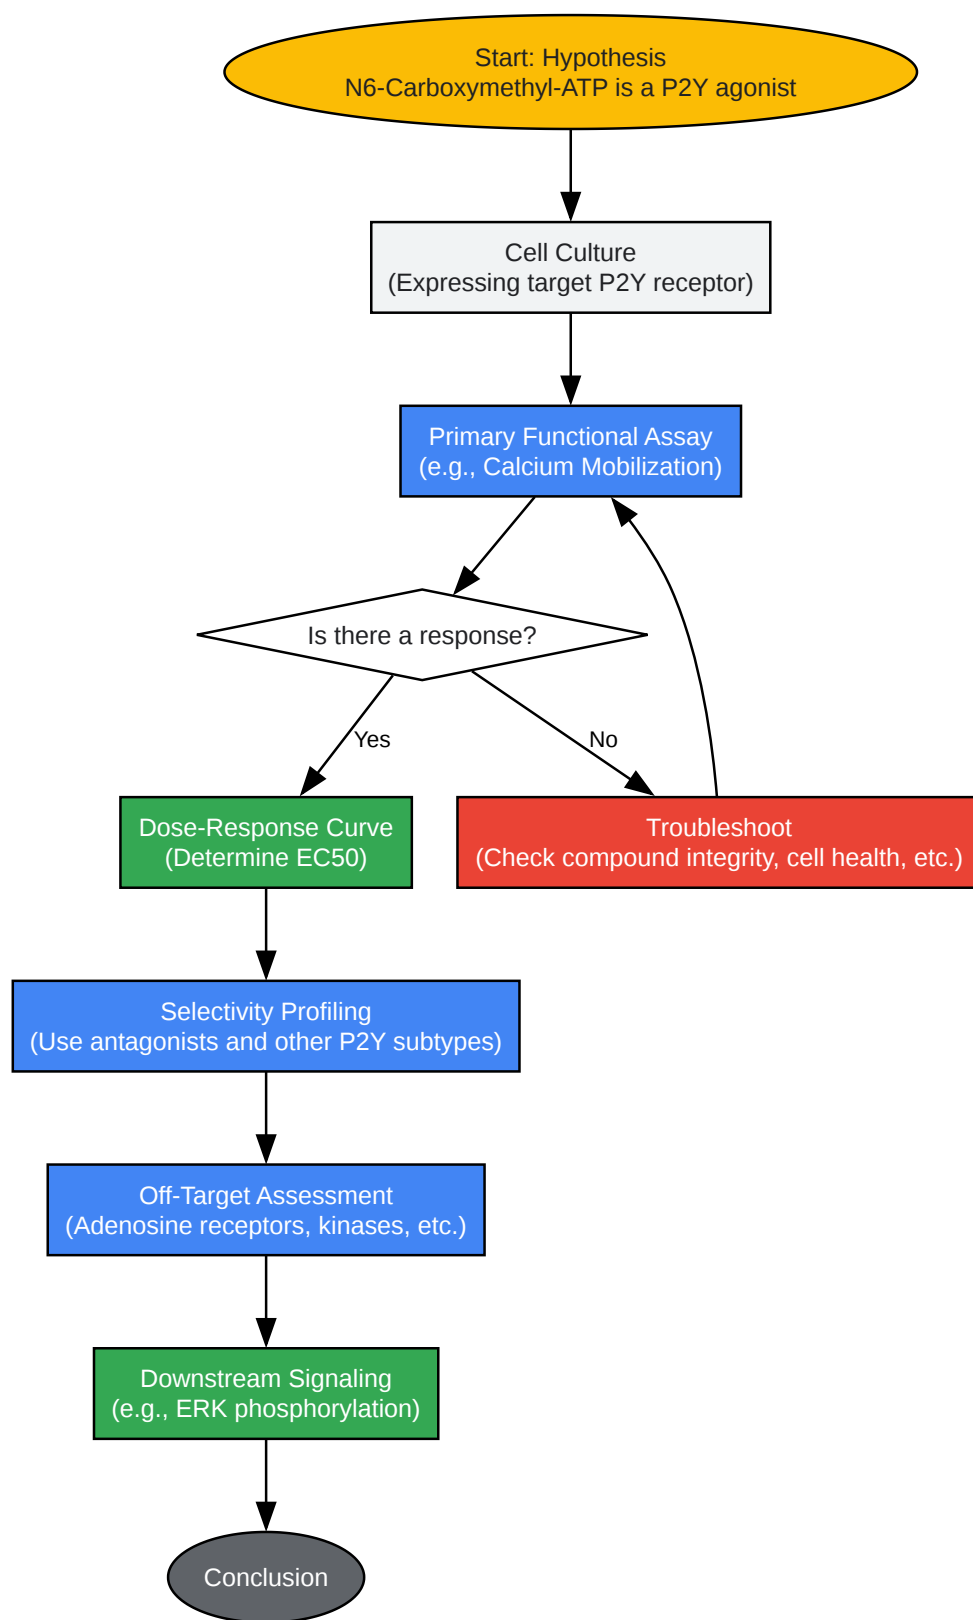 Start: Hypothesis
N6-Carboxymethyl-ATP is a P2Y agonist
Cell Culture
(Expressing target P2Y receptor)
Primary Functional Assay
(e.g., Calcium Mobilization)
Is there a response?
Yes
No
Dose-Response Curve
(Determine EC50)
Troubleshoot
(Check compound integrity, cell health, etc.)
Selectivity Profiling
(Use antagonists and other P2Y subtypes)
Off-Target Assessment
(Adenosine receptors, kinases, etc.)
Downstream Signaling
(e.g., ERK phosphorylation)
Conclusion